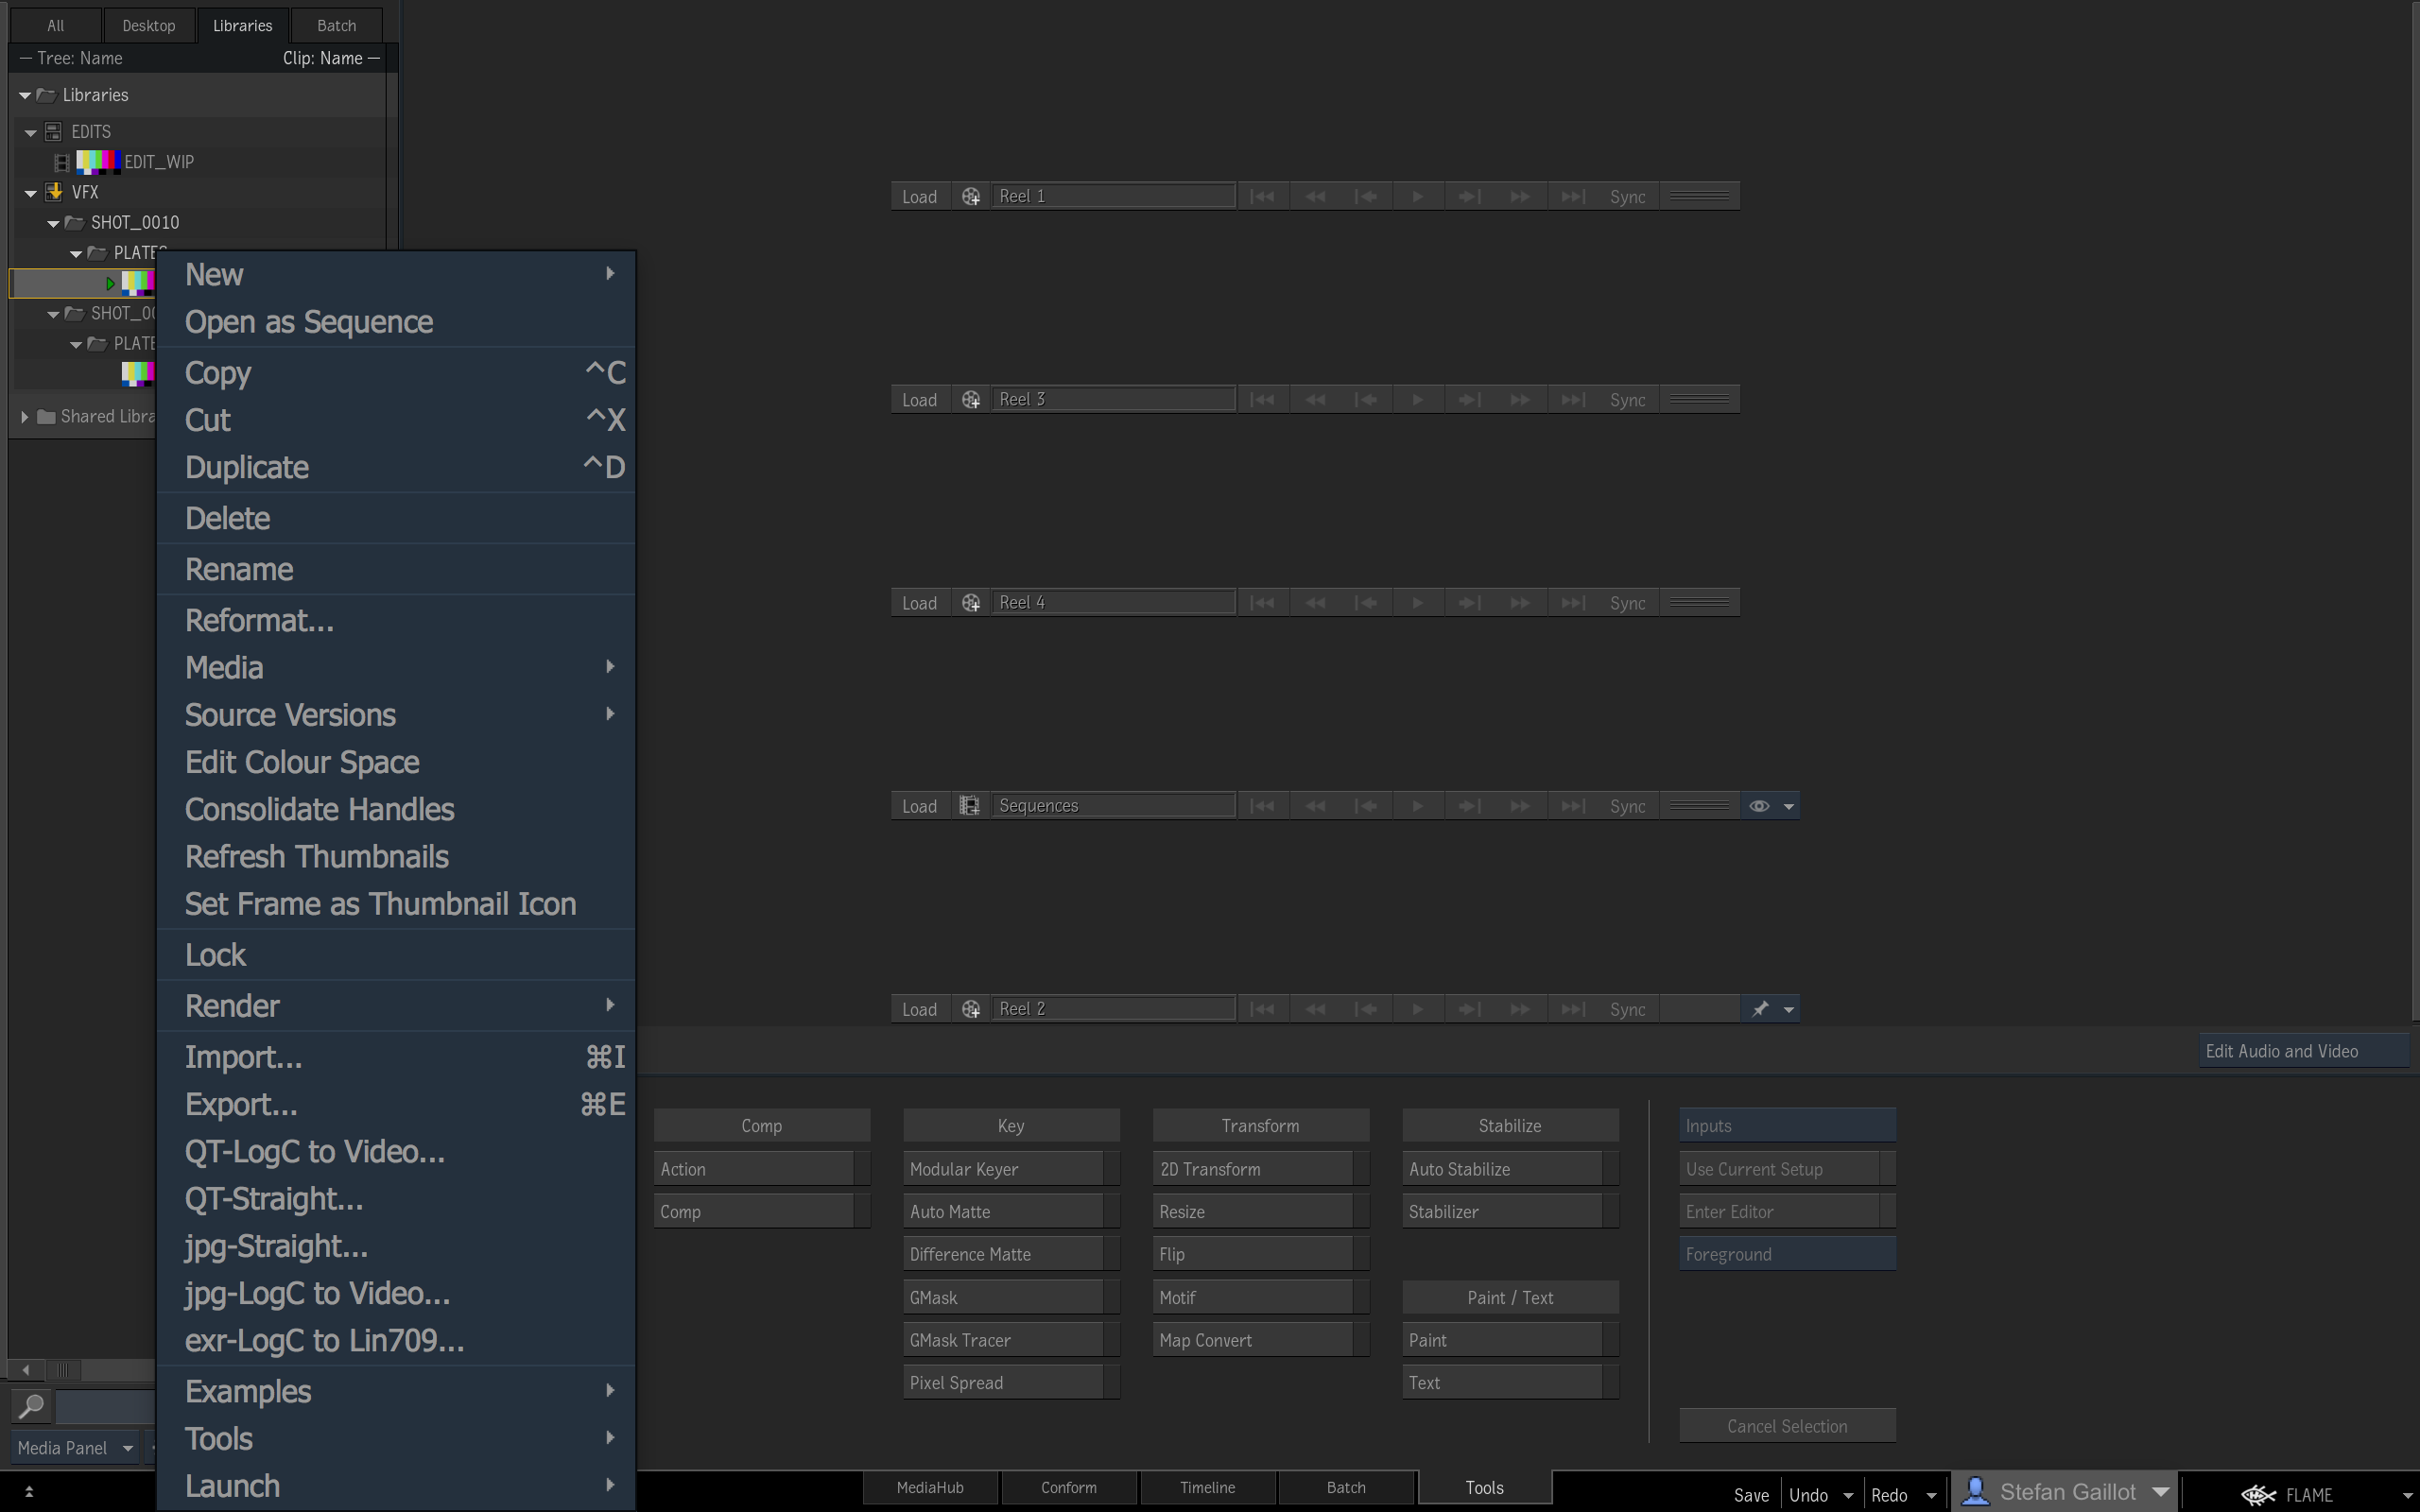 All
Desktop
Libraries
Batch
Tree: Name
Clip: Name
Libraries
EDITS
EDIT_WIP
VFX
SHOT_0010
PLATES
SHOT_00
PLATE
Shared Libra
New
Open as Sequence
Copy ^C
Cut ^X
Duplicate ^D
Delete
Rename
Reformat...
Media
Source Versions
Edit Colour Space
Consolidate Handles
Refresh Thumbnails
Set Frame as Thumbnail Icon
Lock
Render
Import... ⌘I
Export... ⌘E
QT-LogC to Video...
QT-Straight...
jpg-Straight...
jpg-LogC to Video...
exr-LogC to Lin709...
Examples
Tools
Launch
Load Reel 1 Sync
Load Reel 3 Sync
Load Reel 4 Sync
Load Sequences Sync
Load Reel 2 Sync
Edit Audio and Video
Comp
Action
Comp
Key
Modular Keyer
Auto Matte
Difference Matte
GMask
GMask Tracer
Pixel Spread
Transform
2D Transform
Resize
Flip
Motif
Map Convert
Stabilize
Auto Stabilize
Stabilizer
Paint / Text
Paint
Text
Inputs
Use Current Setup
Enter Editor
Foreground
Cancel Selection
Media Panel
MediaHub
Conform
Timeline
Batch
Tools
Save
Undo
Redo
Stefan Gaillot
FLAME